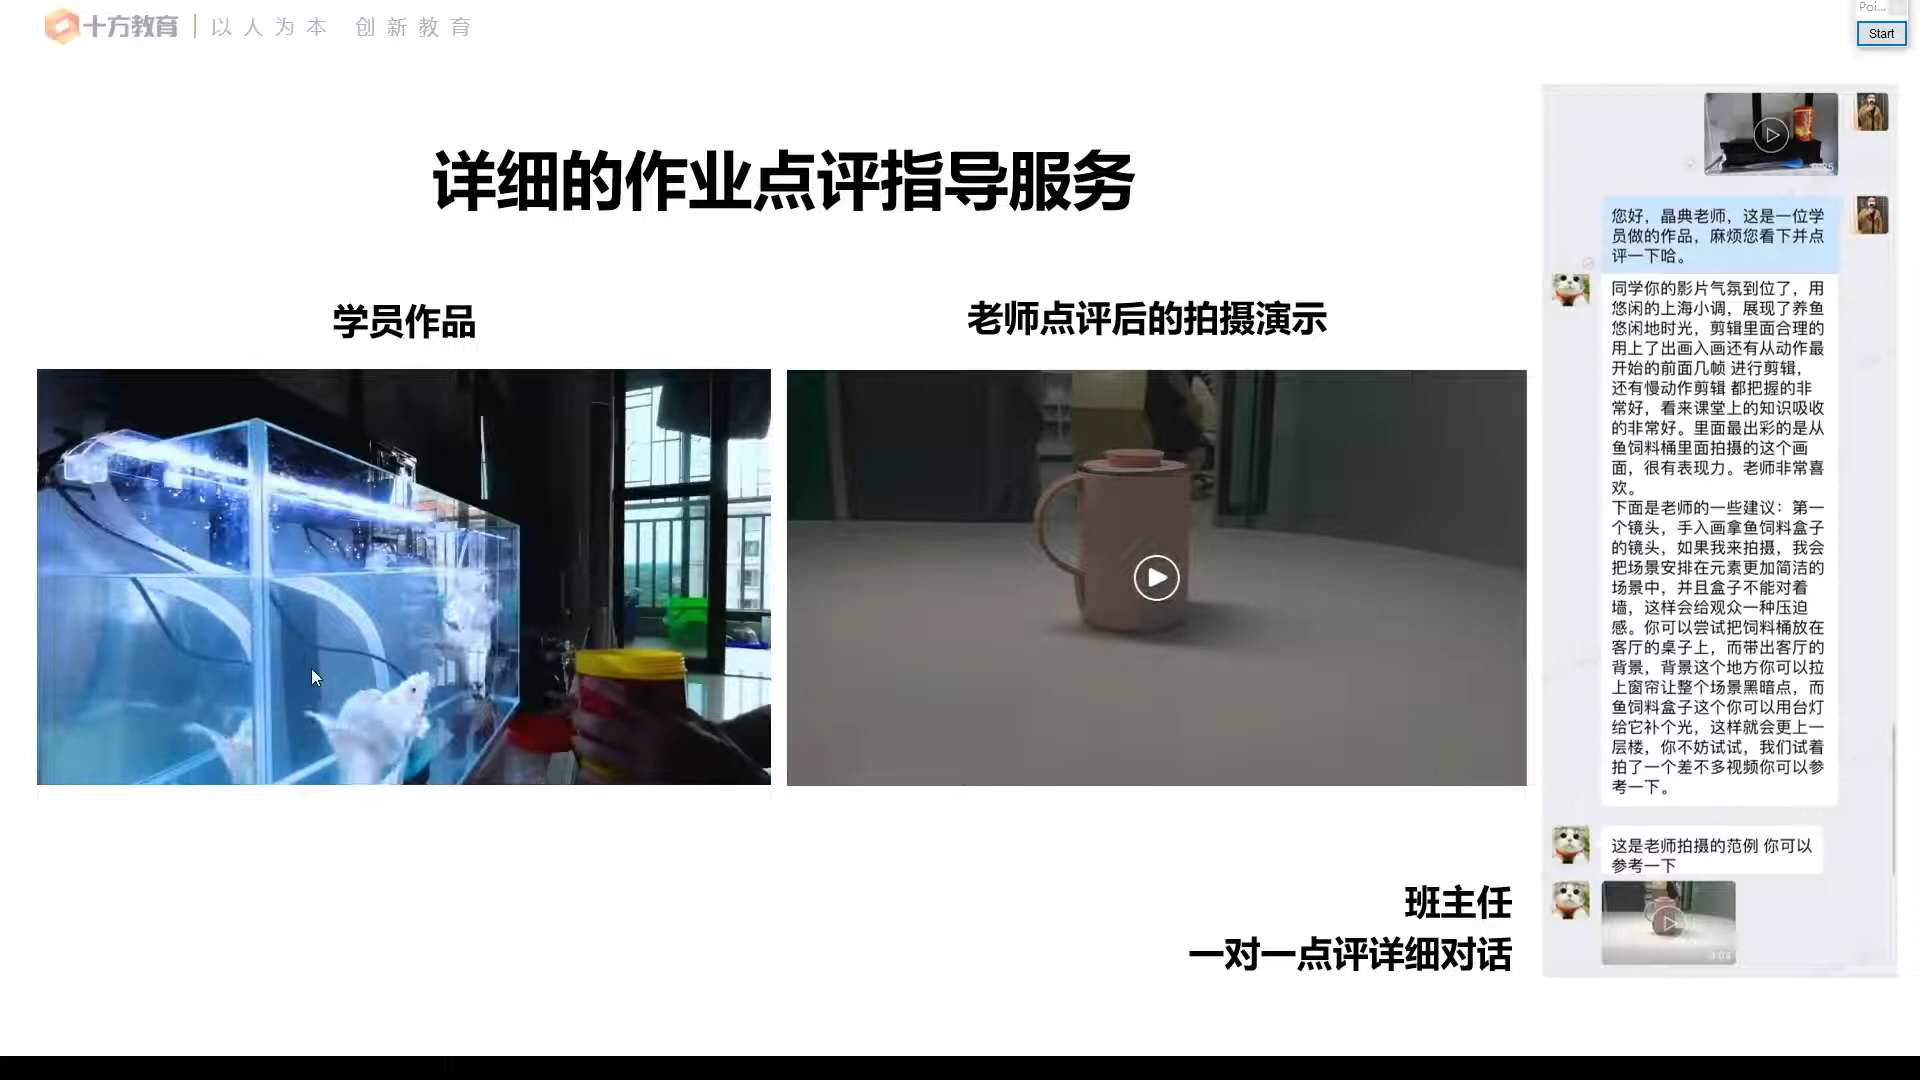 十方教育 以人为本 创新教育
Poi...
Start
详细的作业点评指导服务
学员作品
老师点评后的拍摄演示
您好，晶典老师，这是一位学
员做的作品，麻烦您看下并点
评一下哈。
同学你的影片气氛到位了，用
悠闲的上海小调，展现了养鱼
悠闲地时光，剪辑里面合理的
用上了出画入画还有从动作最
开始的前面几帧 进行剪辑，
还有慢动作剪辑 都把握的非
常好，看来课堂上的知识吸收
的非常好。里面最出彩的是从
鱼饲料桶里面拍摄的这个画
面，很有表现力。老师非常喜
欢。
下面是老师的一些建议：第一
个镜头，手入画拿鱼饲料盒子
的镜头，如果我来拍摄，我会
把场景安排在元素更加简洁的
场景中，并且盒子不能对着
墙，这样会给观众一种压迫
感。你可以尝试把饲料桶放在
客厅的桌子上，而带出客厅的
背景，背景这个地方你可以拉
上窗帘让整个场景黑暗点，而
鱼饲料盒子这个你可以用台灯
给它补个光，这样就会更上一
层楼，你不妨试试，我们试着
拍了一个差不多视频你可以参
考一下。
这是老师拍摄的范例 你可以
参考一下
班主任
一对一点评详细对话